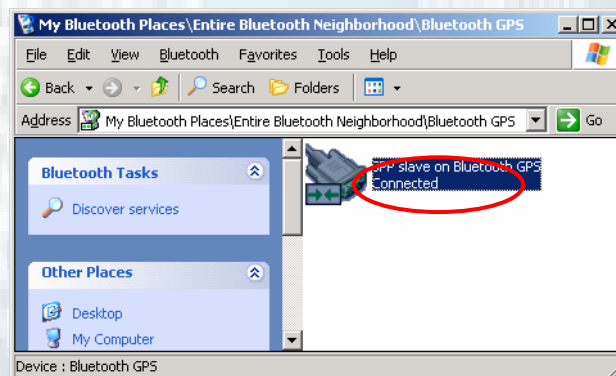 My Bluetooth Places\Entire Bluetooth Neighborhood\Bluetooth GPS
File Edit View Bluetooth Favorites Tools Help
Back Search Folders
Address My Bluetooth Places\Entire Bluetooth Neighborhood\Bluetooth GPS Go
Bluetooth Tasks
Discover services
Other Places
Desktop
My Computer
SPP slave on Bluetooth GPS
Connected
Device : Bluetooth GPS